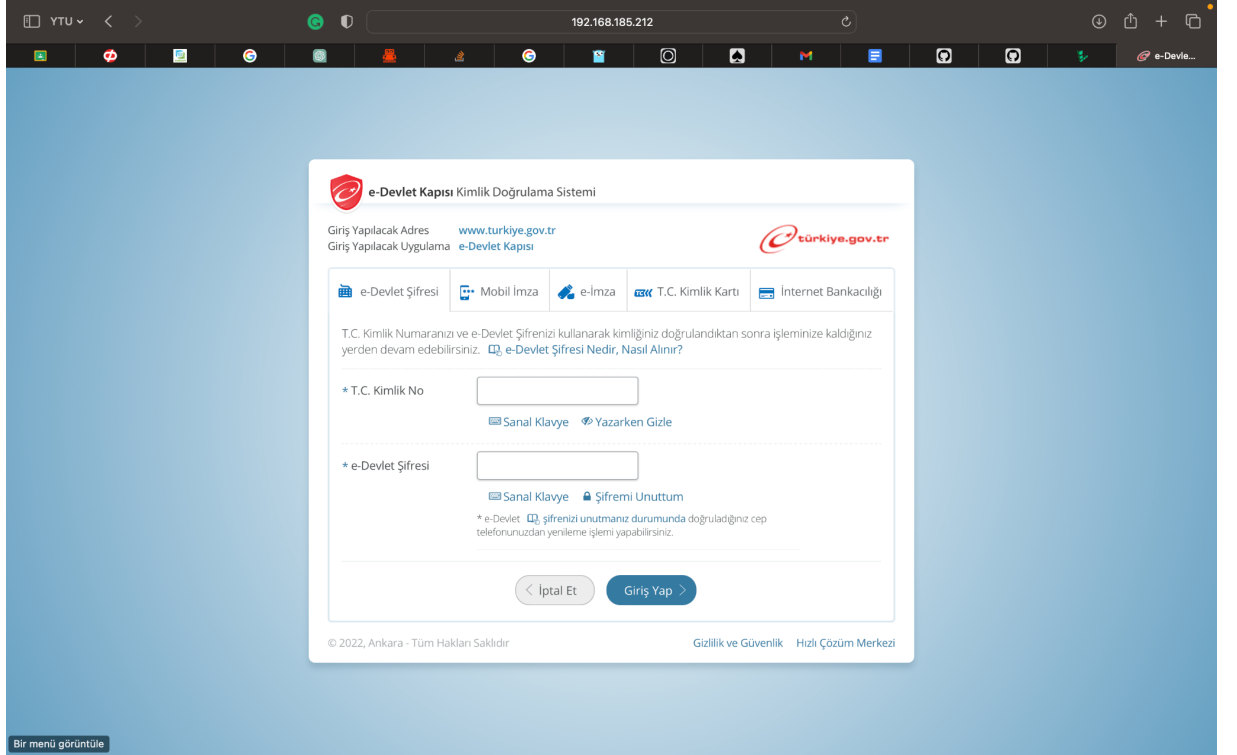 YTU
192.168.185.212
e-Devle...
e-Devlet Kapısı Kimlik Doğrulama Sistemi
Giriş Yapılacak Adres www.turkiye.gov.tr
Giriş Yapılacak Uygulama e-Devlet Kapısı
türkiye.gov.tr
e-Devlet Şifresi Mobil İmza e-İmza T.C. Kimlik Kartı İnternet Bankacılığı
T.C. Kimlik Numaranızı ve e-Devlet Şifrenizi kullanarak kimliğiniz doğrulandıktan sonra işleminize kaldığınız
yerden devam edebilirsiniz. e-Devlet Şifresi Nedir, Nasıl Alınır?
* T.C. Kimlik No
Sanal Klavye Yazarken Gizle
* e-Devlet Şifresi
Sanal Klavye Şifremi Unuttum
* e-Devlet şifrenizi unutmanız durumunda doğruladığınız cep
telefonunuzdan yenileme işlemi yapabilirsiniz.
İptal Et Giriş Yap
© 2022, Ankara - Tüm Hakları Saklıdır Gizlilik ve Güvenlik Hızlı Çözüm Merkezi
Bir menü görüntüle